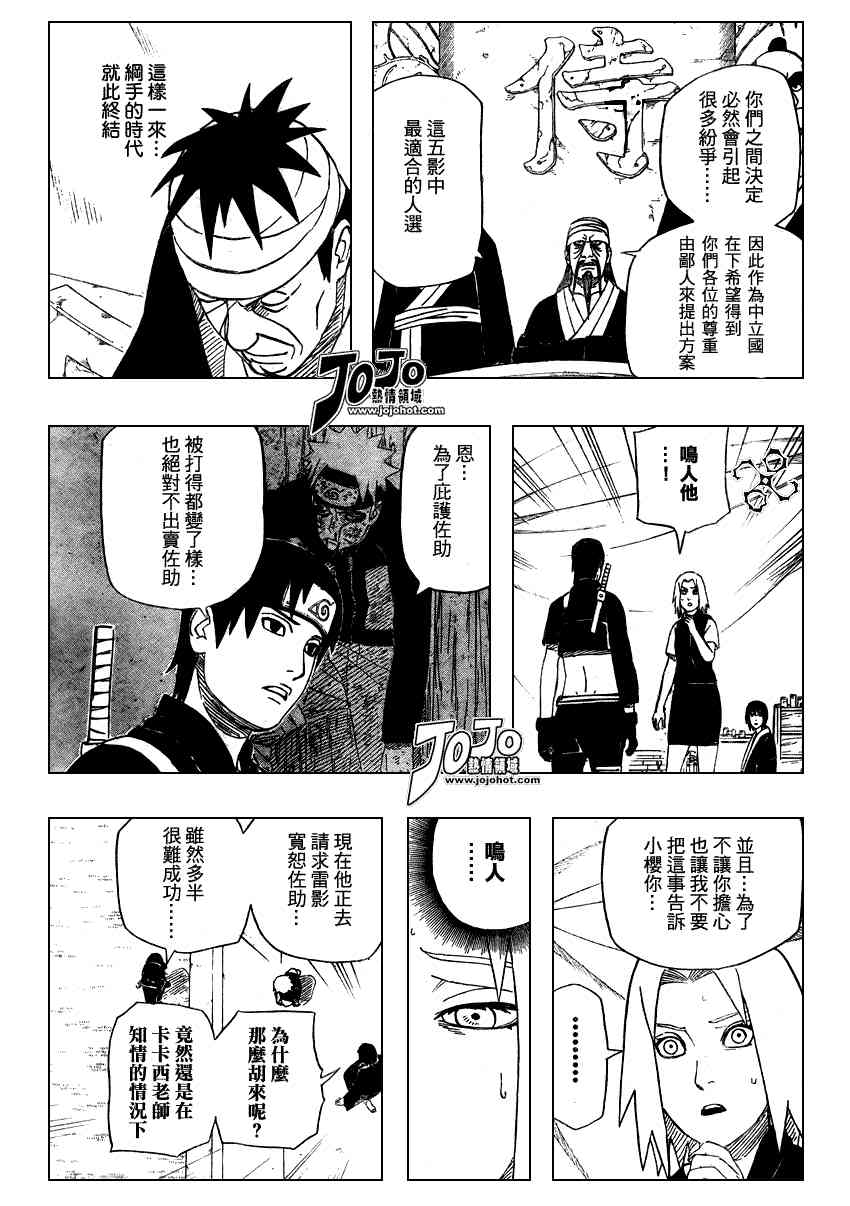 侍
你們之間決定
必然會引起
很多紛爭……
因此作為中立國
在下希望得到
你們各位的尊重
由鄙人來提出方案
這五影中
最適合的人選
這樣一來…
綱手的時代
就此終結
JOJO
熱情領域
www.jojohot.com
鳴人他
…！
恩…
為了庇護佐助
被打得都變了樣…
也絕對不出賣佐助
JOJO
熱情領域
www.jojohot.com
並且…為了
不讓你擔心
也讓我不要
把這事告訴
小櫻你…
………
鳴人
……
現在他正去
請求雷影
寬恕佐助…
雖然多半
很難成功……
為什麼
那麼胡來呢？
竟然還是在
卡卡西老師
知情的情況下